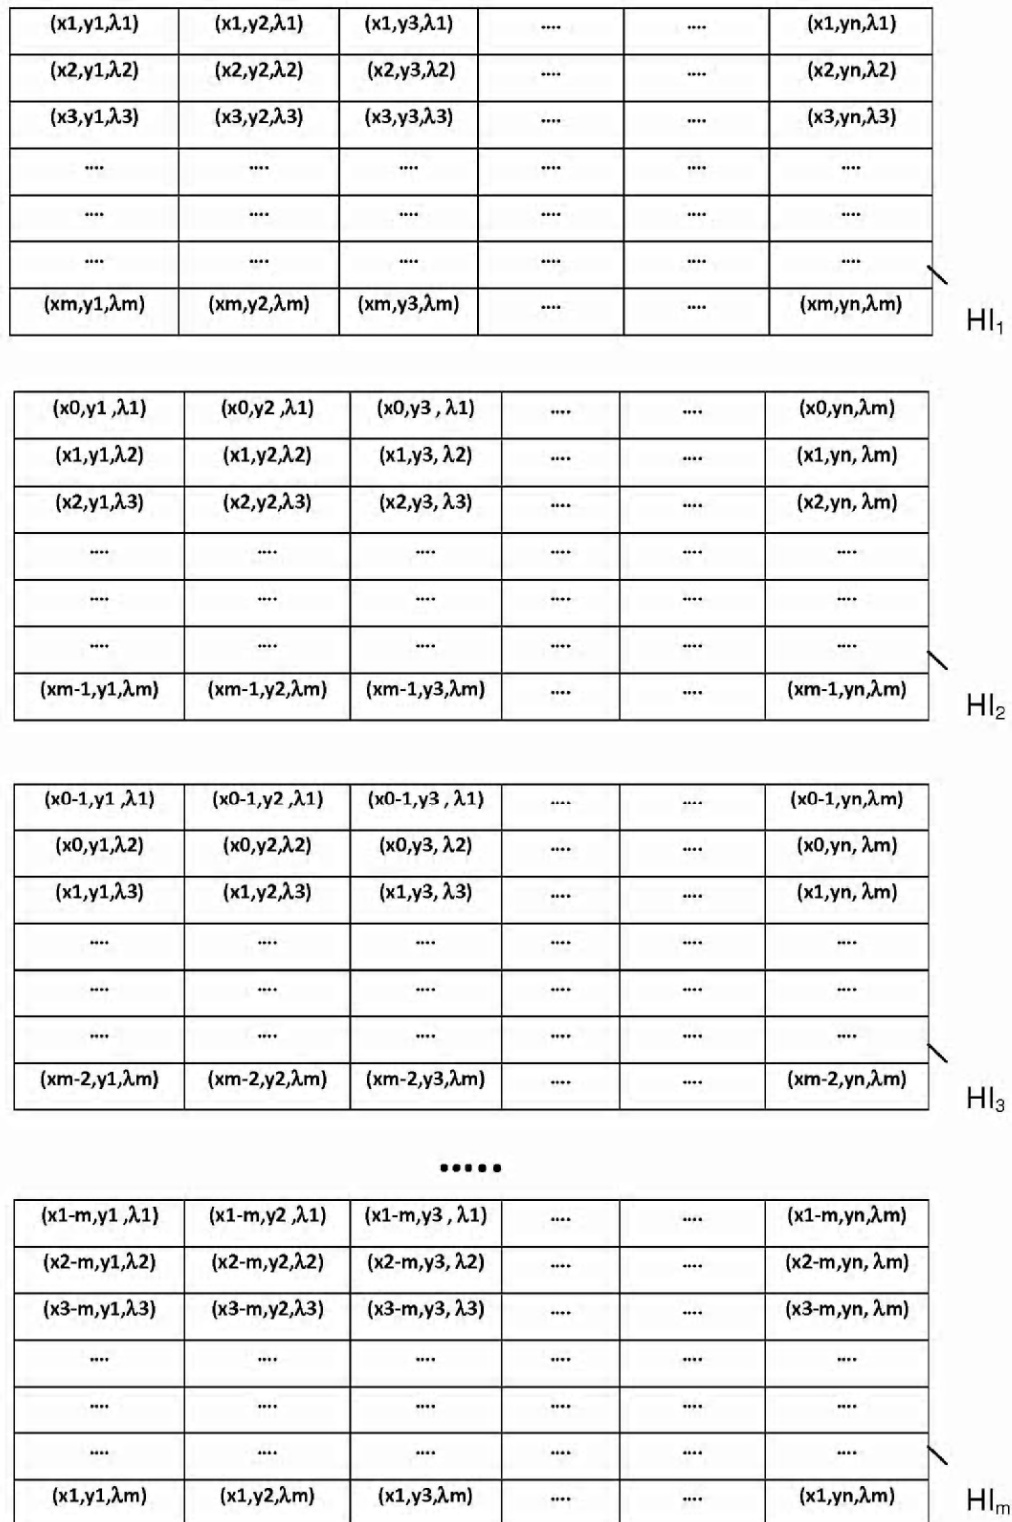 (x1,y1,λ1) (x1,y2,λ1) (x1,y3,λ1) .... .... (x1,yn,λ1)
(x2,y1,λ2) (x2,y2,λ2) (x2,y3,λ2) .... .... (x2,yn,λ2)
(x3,y1,λ3) (x3,y2,λ3) (x3,y3,λ3) .... .... (x3,yn,λ3)
.... .... .... .... .... ....
.... .... .... .... .... ....
.... .... .... .... .... ....
(xm,y1,λm) (xm,y2,λm) (xm,y3,λm) .... .... (xm,yn,λm)
HI₁
(x0,y1 ,λ1) (x0,y2 ,λ1) (x0,y3 , λ1) .... .... (x0,yn,λm)
(x1,y1,λ2) (x1,y2,λ2) (x1,y3, λ2) .... .... (x1,yn, λm)
(x2,y1,λ3) (x2,y2,λ3) (x2,y3, λ3) .... .... (x2,yn, λm)
.... .... .... .... .... ....
.... .... .... .... .... ....
.... .... .... .... .... ....
(xm-1,y1,λm) (xm-1,y2,λm) (xm-1,y3,λm) .... .... (xm-1,yn,λm)
HI₂
(x0-1,y1 ,λ1) (x0-1,y2 ,λ1) (x0-1,y3 , λ1) .... .... (x0-1,yn,λm)
(x0,y1,λ2) (x0,y2,λ2) (x0,y3, λ2) .... .... (x0,yn, λm)
(x1,y1,λ3) (x1,y2,λ3) (x1,y3, λ3) .... .... (x1,yn, λm)
.... .... .... .... .... ....
.... .... .... .... .... ....
.... .... .... .... .... ....
(xm-2,y1,λm) (xm-2,y2,λm) (xm-2,y3,λm) .... .... (xm-2,yn,λm)
HI₃
.....
(x1-m,y1 ,λ1) (x1-m,y2 ,λ1) (x1-m,y3 , λ1) .... .... (x1-m,yn,λm)
(x2-m,y1,λ2) (x2-m,y2,λ2) (x2-m,y3, λ2) .... .... (x2-m,yn, λm)
(x3-m,y1,λ3) (x3-m,y2,λ3) (x3-m,y3, λ3) .... .... (x3-m,yn, λm)
.... .... .... .... .... ....
.... .... .... .... .... ....
.... .... .... .... .... ....
(x1,y1,λm) (x1,y2,λm) (x1,y3,λm) .... .... (x1,yn,λm)
HIₘ